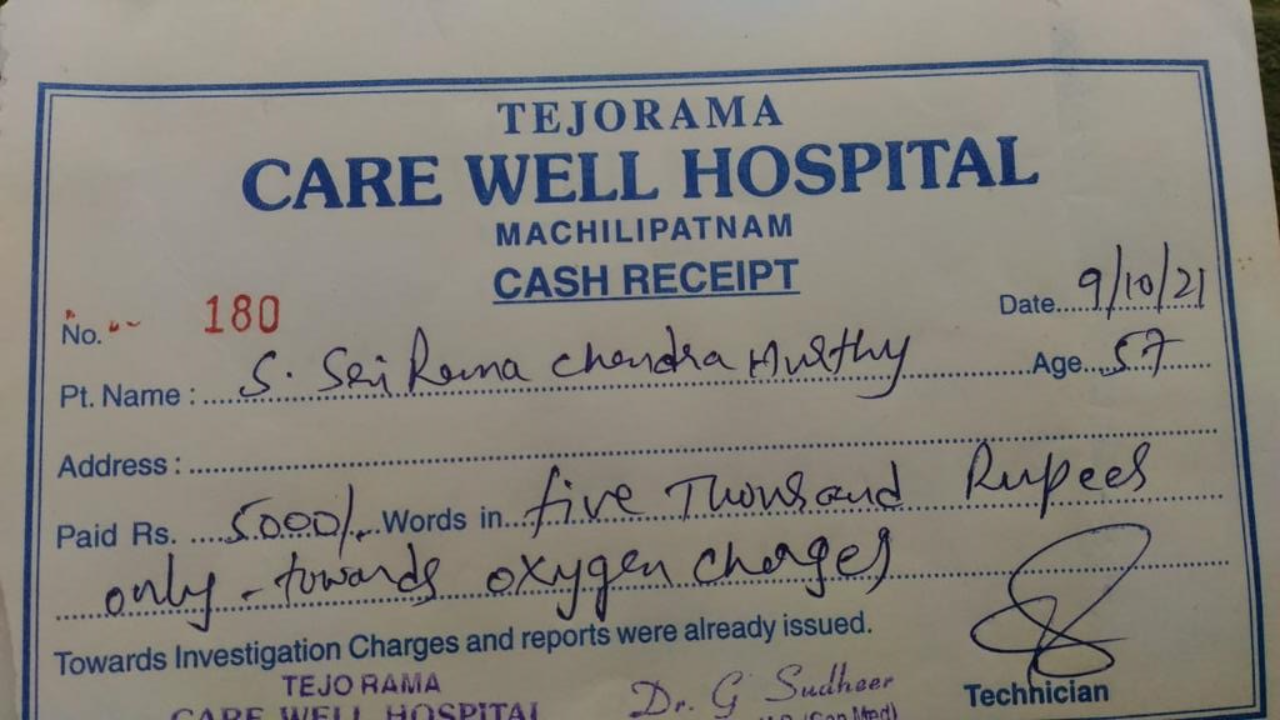 TEJORAMA
CARE WELL HOSPITAL
MACHILIPATNAM
CASH RECEIPT
No. 180 Date 9/10/21
Pt. Name : S. Sri Rama Chandra Murthy Age 57
Address :
Paid Rs. 5000/- Words in five Thousand Rupees
only - towards oxygen charges
Towards Investigation Charges and reports were already issued.
TEJO RAMA Dr. G Sudheer Technician
CARE WELL HOSPITAL (Gen Med)